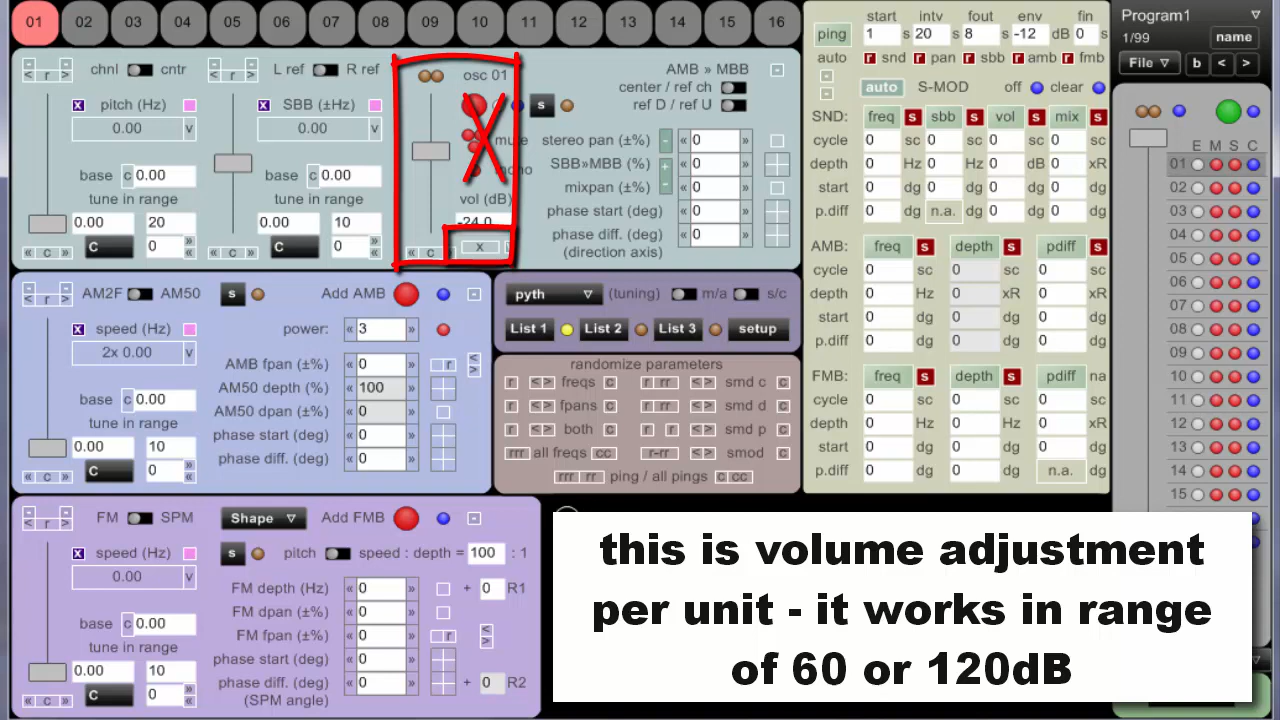 01 02 03 04 05 06 07 08 09 10 11 12 13 14 15 16
< r > chnl cntr < r > L ref R ref
x pitch (Hz)
0.00 v
base c 0.00
tune in range
0.00 20
« c » C 0 » »
x SBB (±Hz)
0.00 v
base c 0.00
tune in range
0.00 10
« c » C 0 » »
osc 01
s
mute
mono
vol (dB)
-24.0
« c » x
AMB » MBB -
center / ref ch
ref D / ref U
stereo pan (±%) - « 0 »
SBB»MBB (%) + « 0 »
mixpan (±%) - « 0 »
phase start (deg) « 0 »
phase diff. (deg) « 0 »
(direction axis)
start intv fout env fin
ping 1 s 20 s 8 s -12 dB 0 s
auto r snd r pan r sbb r amb r fmb
auto S-MOD off clear
SND: freq s sbb s vol s mix s
cycle 0 sc 0 sc 0 sc 0 sc
depth 0 Hz 0 Hz 0 dB 0 xR
start 0 dg 0 dg 0 dg 0 dg
p.diff 0 dg n.a. dg 0 dg 0 dg
AMB: freq s depth s pdiff s
cycle 0 sc 0 sc 0 sc
depth 0 Hz 0 xR 0 Hz
start 0 dg 0 dg 0 dg
p.diff 0 dg 0 dg 0 dg
FMB: freq s depth s pdiff na
cycle 0 sc 0 sc 0 sc
depth 0 Hz 0 Hz 0 xR
start 0 dg 0 dg 0 dg
p.diff 0 dg 0 dg n.a. dg
Program1
1/99 name
File b < >
E M S C
01
02
03
04
05
06
07
08
09
10
11
12
13
14
15
< r > AM2F AM50 s Add AMB -
x speed (Hz)
2x 0.00 v
base c 0.00
tune in range
0.00 10
« c » C 0 » »
power: « 3 »
AMB fpan (±%) « 0 » r < >
AM50 depth (%) « 100 »
AM50 dpan (±%) « 0 »
phase start (deg) « 0 »
phase diff. (deg) « 0 »
pyth (tuning) m/a s/c
List 1 List 2 List 3 setup
randomize parameters
r < > freqs c r rr < > smd c c
r < > fpans c r rr < > smd d c
r < > both c r r < > smd p c
rrr all freqs cc r-rr smod c
rrr rr ping / all pings c cc
< r > FM SPM Shape Add FMB -
x speed (Hz)
0.00 v
base c 0.00
tune in range
0.00 10
« c » C 0 » »
s pitch speed : depth = 100 : 1
FM depth (Hz) « 0 » + 0 R1
FM dpan (±%) « 0 »
FM fpan (±%) « 0 » r < >
phase start (deg) « 0 »
phase diff. (deg) « 0 » + 0 R2
(SPM angle)
this is volume adjustment
per unit - it works in range
of 60 or 120dB